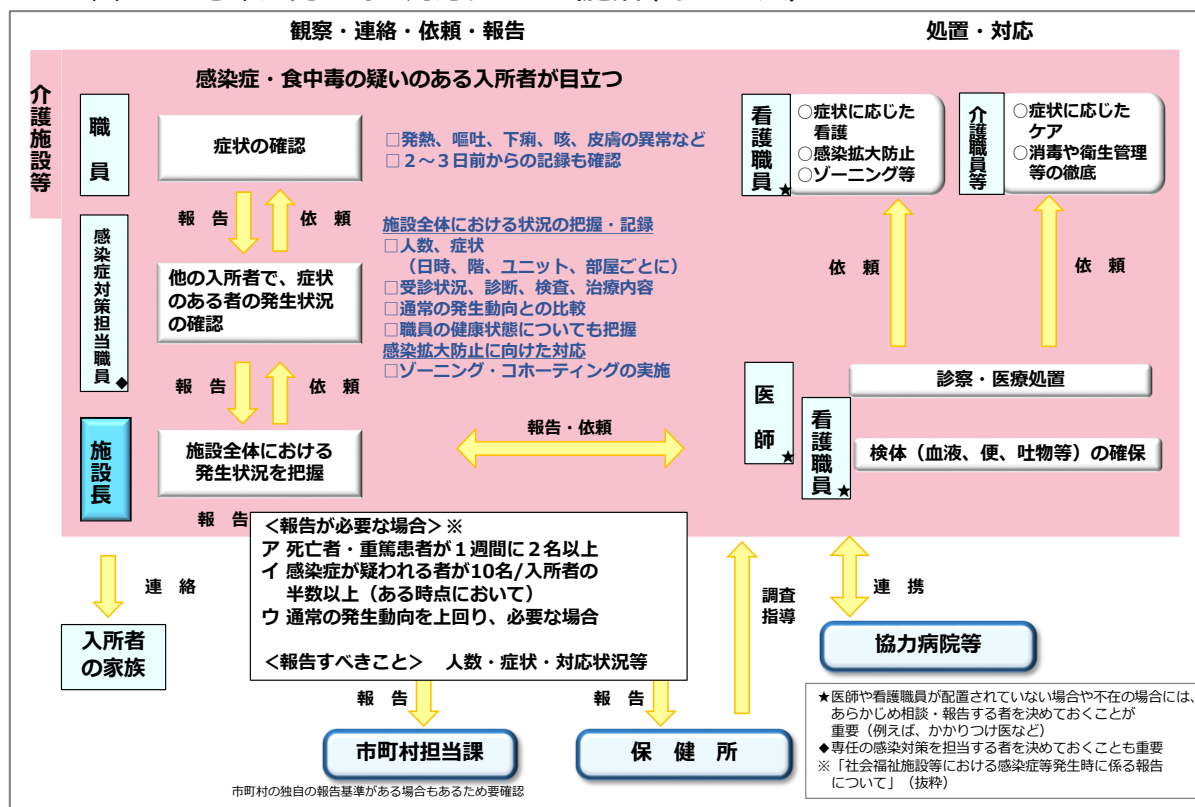 観察・連絡・依頼・報告
処置・対応
介護施設等
感染症・食中毒の疑いのある入所者が目立つ
職員
症状の確認
□発熱、嘔吐、下痢、咳、皮膚の異常など
□２～３日前からの記録も確認
報告
依頼
感染症対策担当職員◆
他の入所者で、症状
のある者の発生状況
の確認
施設全体における状況の把握・記録
□人数、症状
（日時、階、ユニット、部屋ごとに）
□受診状況、診断、検査、治療内容
□通常の発生動向との比較
□職員の健康状態についても把握
感染拡大防止に向けた対応
□ゾーニング・コホーティングの実施
報告
依頼
施設長
施設全体における
発生状況を把握
報告・依頼
看護職員★
○症状に応じた
看護
○感染拡大防止
○ゾーニング等
介護職員等
○症状に応じた
ケア
○消毒や衛生管理
等の徹底
依頼
依頼
医師★
看護職員★
診察・医療処置
検体（血液、便、吐物等）の確保
報告
＜報告が必要な場合＞※
ア 死亡者・重篤患者が１週間に２名以上
イ 感染症が疑われる者が10名/入所者の
半数以上（ある時点において）
ウ 通常の発生動向を上回り、必要な場合
＜報告すべきこと＞ 人数・症状・対応状況等
連絡
入所者
の家族
報告
報告
調査
指導
連携
協力病院等
市町村担当課
保健所
市町村の独自の報告基準がある場合もあるため要確認
★医師や看護職員が配置されていない場合や不在の場合には、
あらかじめ相談・報告する者を決めておくことが
重要（例えば、かかりつけ医など）
◆専任の感染対策を担当する者を決めておくことも重要
※「社会福祉施設等における感染症等発生時に係る報告
について」（抜粋）